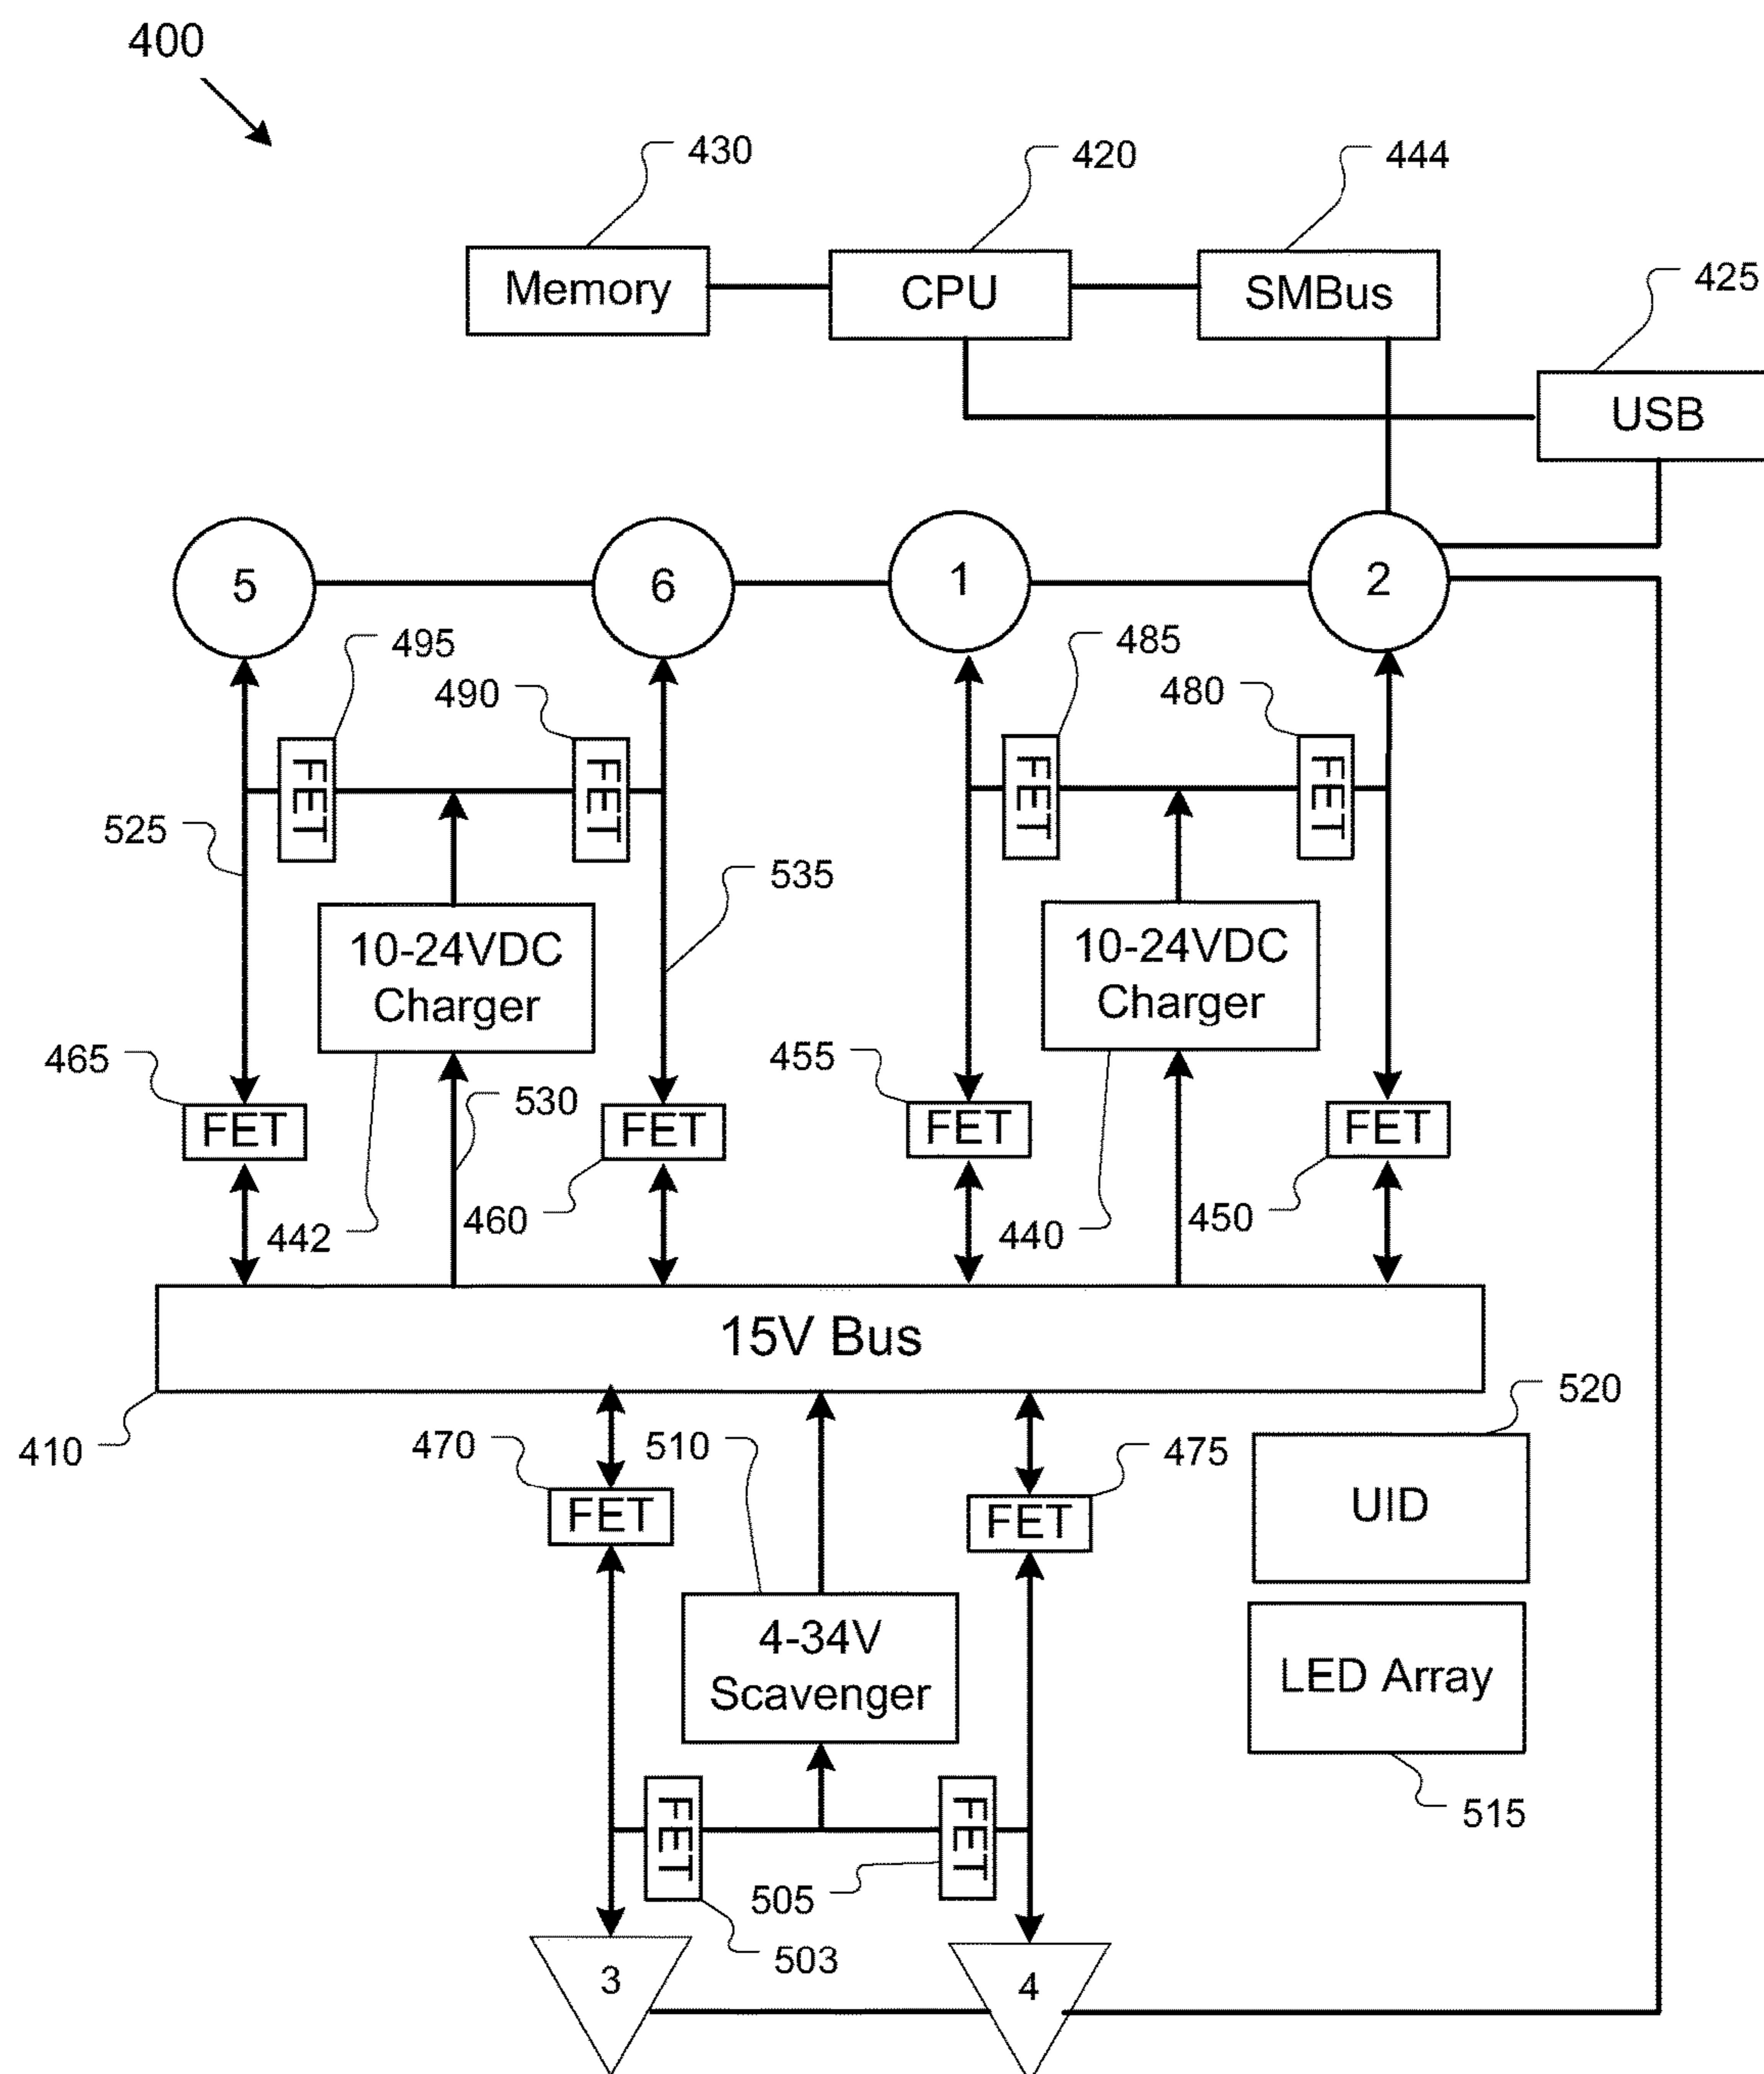 400
430
420
444
Memory
CPU
SMBus
425
USB
5
6
1
2
495
490
485
480
FET
FET
FET
FET
525
535
10-24VDC
Charger
10-24VDC
Charger
465
530
455
FET
FET
FET
FET
442
460
440
450
15V Bus
410
470
510
475
520
FET
FET
UID
4-34V
Scavenger
LED Array
FET
FET
505
515
503
3
4